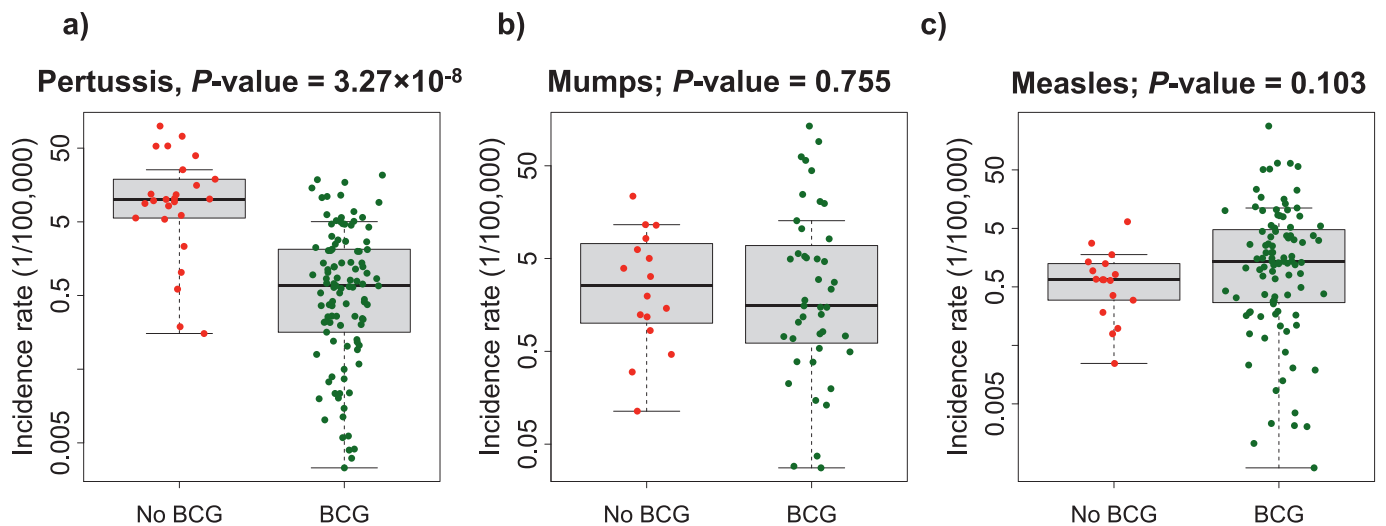 a)
Pertussis, P-value = 3.27×10-8
Incidence rate (1/100,000)
50
5
0.5
0.005
No BCG
BCG
b)
Mumps; P-value = 0.755
Incidence rate (1/100,000)
50
5
0.5
0.05
No BCG
BCG
c)
Measles; P-value = 0.103
Incidence rate (1/100,000)
50
5
0.5
0.005
No BCG
BCG